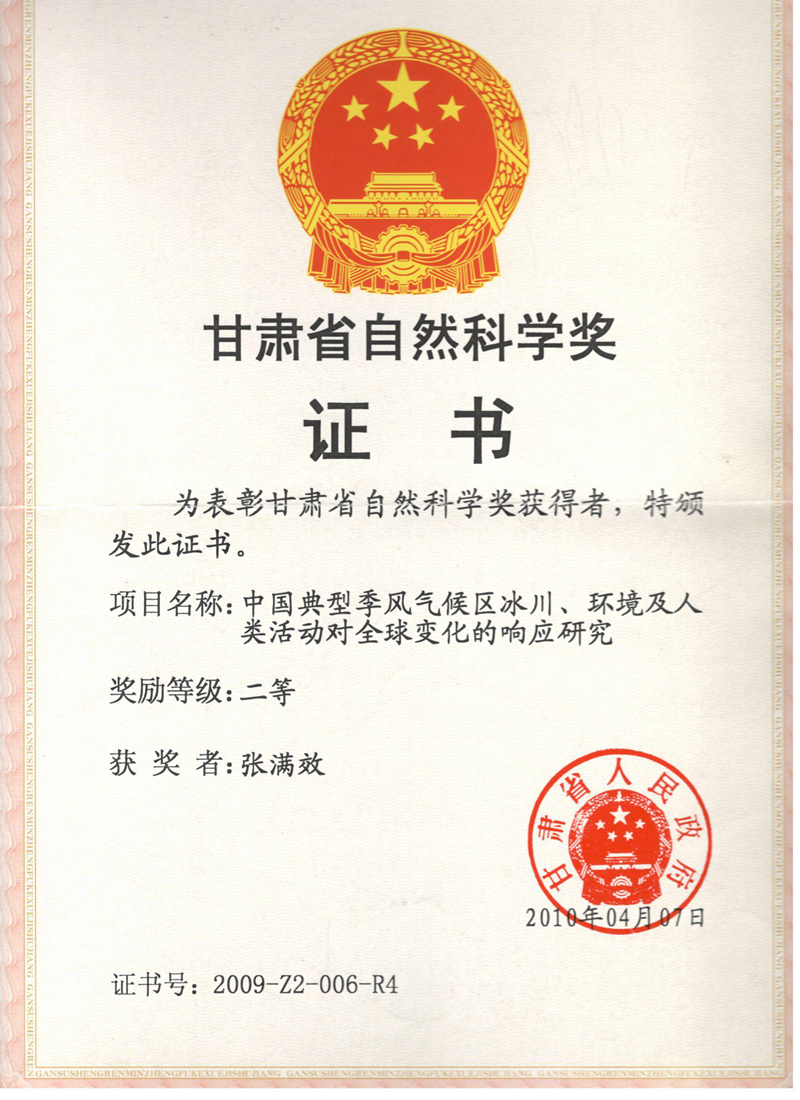 甘肃省自然科学奖
证 书
为表彰甘肃省自然科学奖获得者，特颁
发此证书。
项目名称：中国典型季风气候区冰川、环境及人
类活动对全球变化的响应研究
奖励等级：二等
获 奖 者：张满效
甘肃省人民政府
2010年04月07日
证书号：2009-Z2-006-R4
GANSUSHENGRENMINZHENGFUKEXUEJISHUJIANG GANSUSHENGRENMINZHENGFUKEXUEJISHUJIANG GANSUSHENGRENMINZHENGFUKEXUEJISHUJIANG